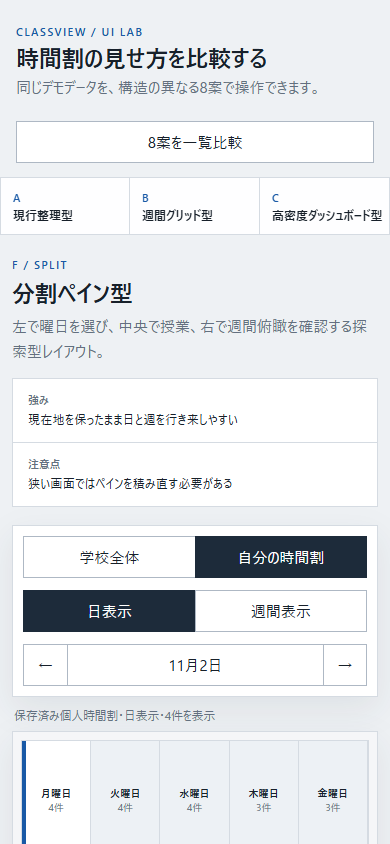 CLASSVIEW / UI LAB
時間割の見せ方を比較する
同じデモデータを、構造の異なる8案で操作できます。
8案を一覧比較
A
現行整理型
B
週間グリッド型
C
高密度ダッシュボード型
F / SPLIT
分割ペイン型
左で曜日を選び、中央で授業、右で週間俯瞰を確認する探
索型レイアウト。
強み
現在地を保ったまま日と週を行き来しやすい
注意点
狭い画面ではペインを積み直す必要がある
学校全体
自分の時間割
日表示
週間表示
←
11月2日
→
保存済み個人時間割・日表示・4件を表示
月曜日
4件
火曜日
4件
水曜日
4件
木曜日
3件
金曜日
3件